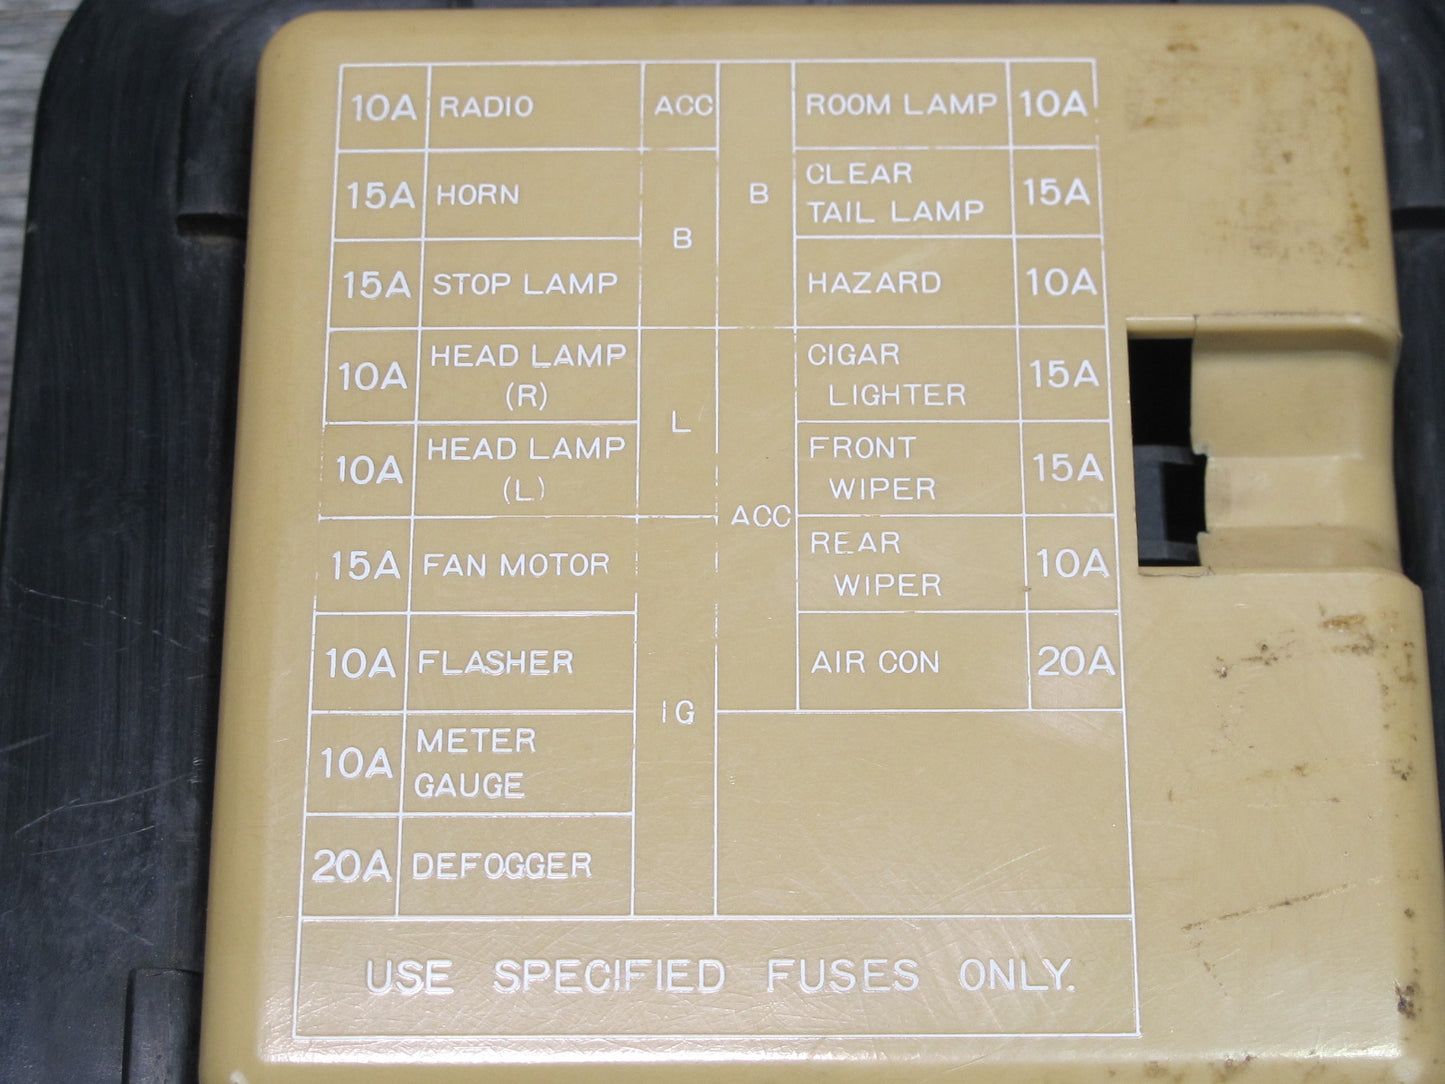 10A RADIO ACC B ROOM LAMP 10A
15A HORN B CLEAR
TAIL LAMP 15A
15A STOP LAMP HAZARD 10A
10A HEAD LAMP
(R) L CIGAR
LIGHTER 15A
10A HEAD LAMP
(L) ACC FRONT
WIPER 15A
15A FAN MOTOR IG REAR
WIPER 10A
10A FLASHER AIR CON 20A
10A METER
GAUGE
20A DEFOGGER
USE SPECIFIED FUSES ONLY.